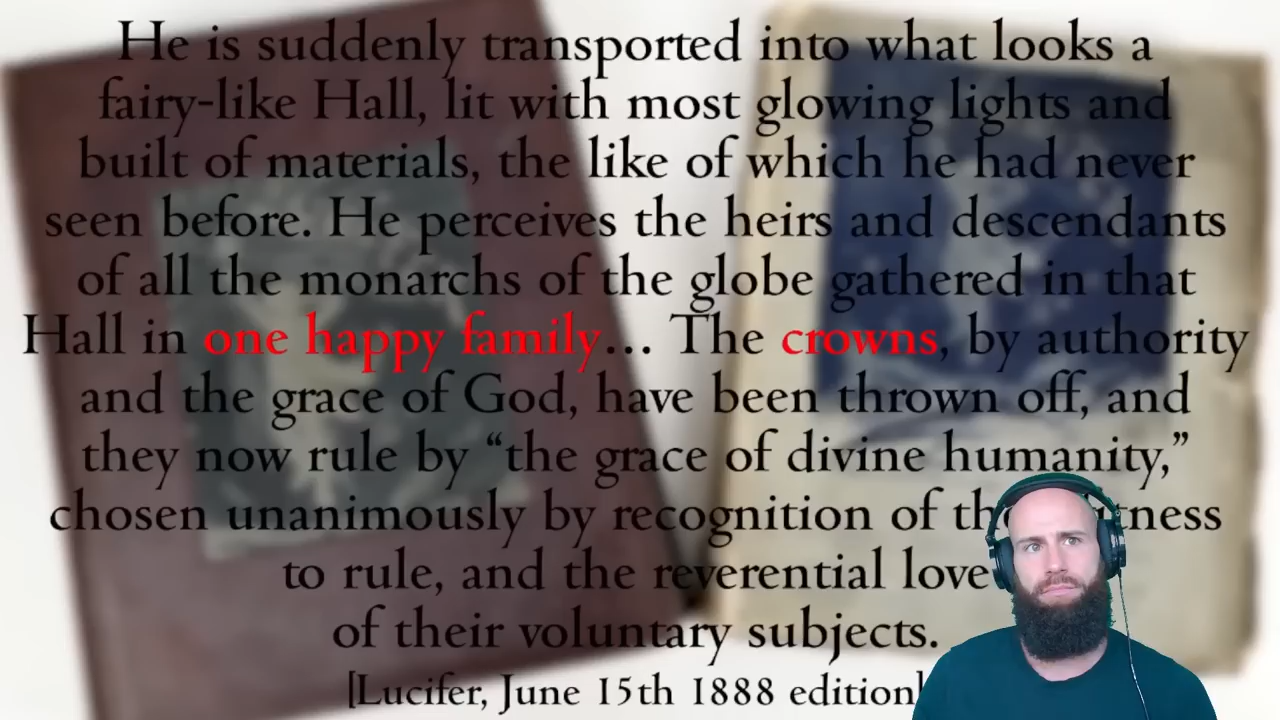 He is suddenly transported into what looks a
fairy-like Hall, lit with most glowing lights and
built of materials, the like of which he had never
seen before. He perceives the heirs and descendants
of all the monarchs of the globe gathered in that
Hall in one happy family… The crowns, by authority
and the grace of God, have been thrown off, and
they now rule by “the grace of divine humanity,”
chosen unanimously by recognition of
to rule, and the reverential love
of their voluntary subjects.
[Lucifer, June 15th 1888 edition]